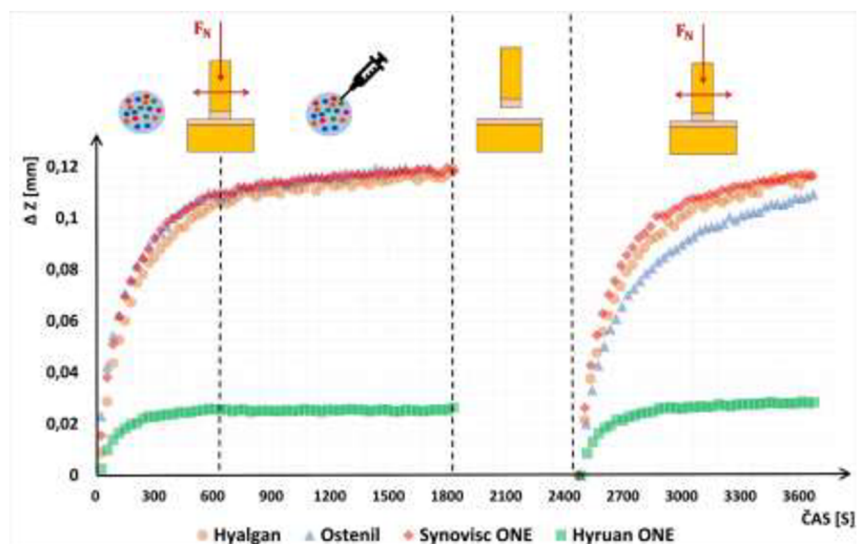 F_N
F_N
Δ Z [mm]
0,12
0,1
0,08
0,06
0,04
0,02
0
0 300 600 900 1200 1500 1800 2100 2400 2700 3000 3300 3600
ČAS [S]
Hyalgan Ostenil Synovisc ONE Hyruan ONE